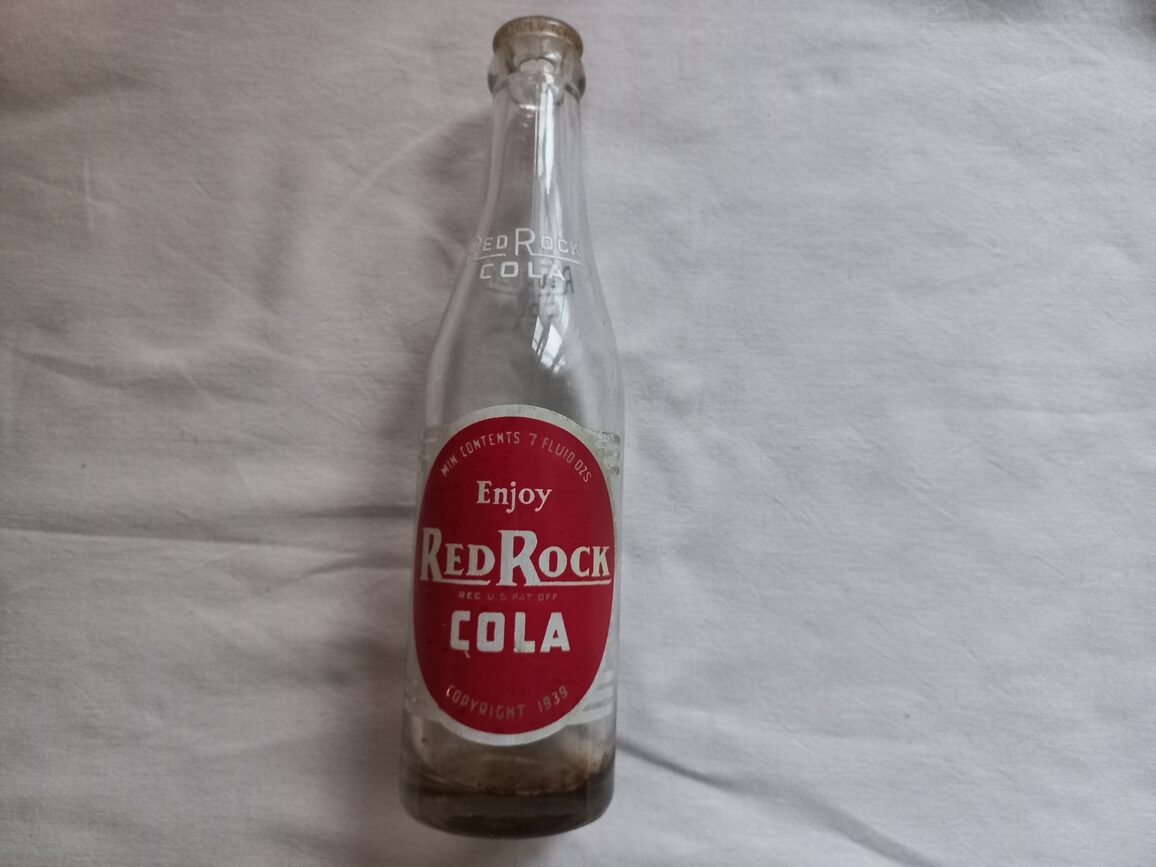 RED ROCK
COLA
MIN CONTENTS 7 FLUID OZS
Enjoy
RED ROCK
REG U.S. PAT. OFF
COLA
COPYRIGHT 1939